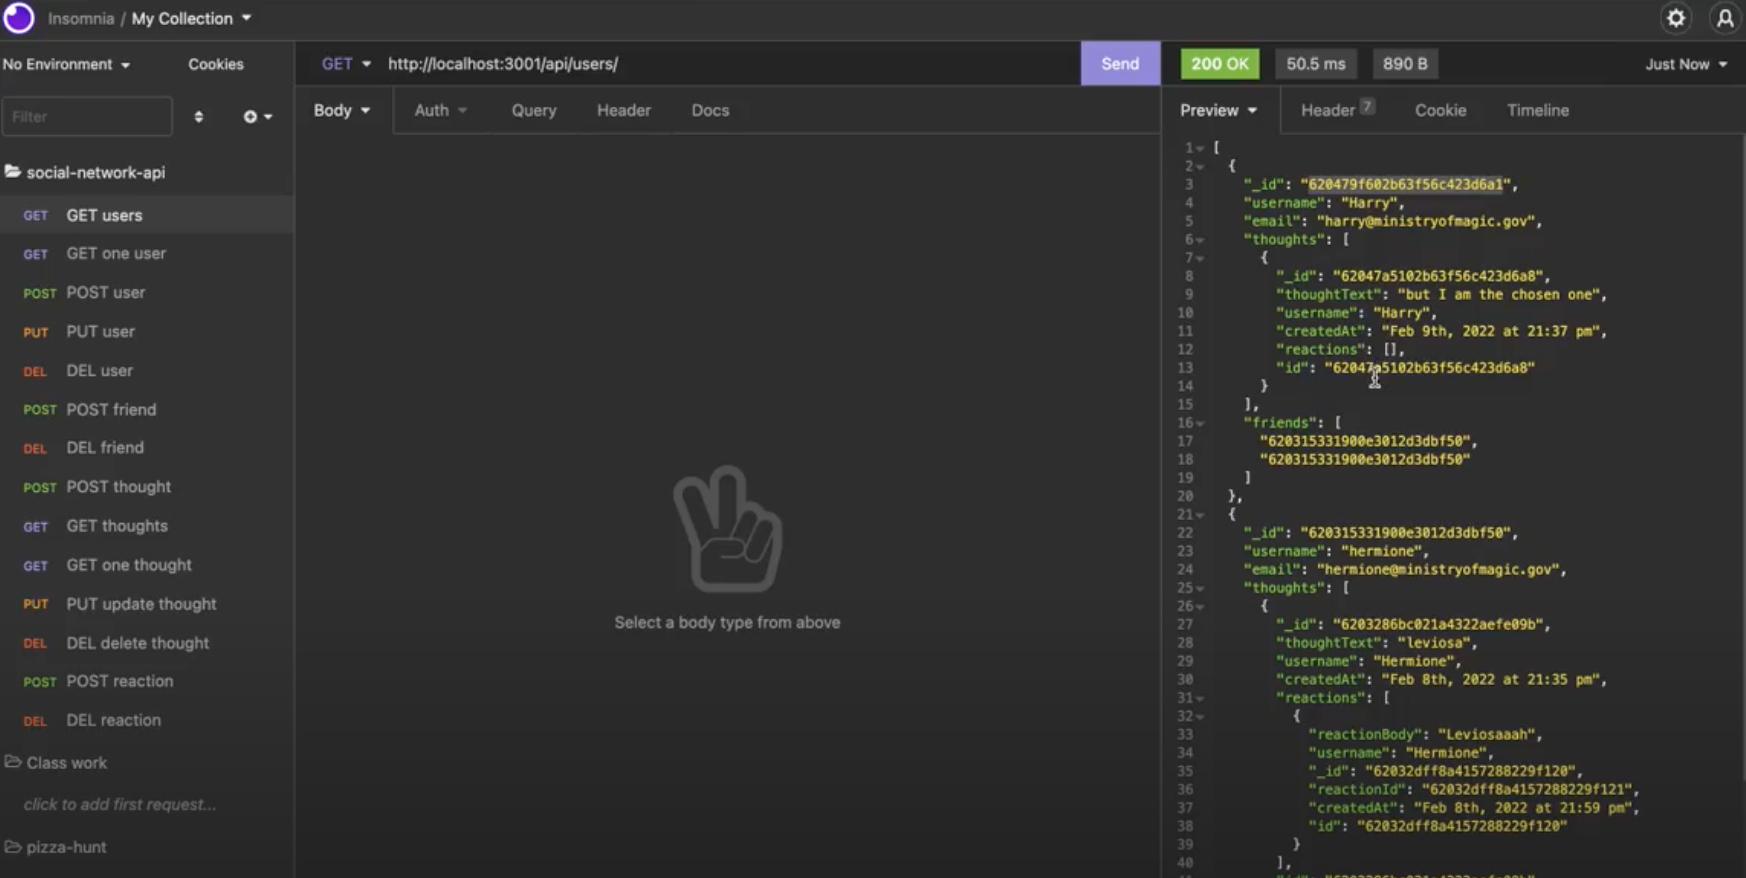 Insomnia / My Collection
No Environment
Cookies
GET http://localhost:3001/api/users/
Send
200 OK
50.5 ms
890 B
Just Now
Filter
Body
Auth
Query
Header
Docs
Preview
Header 7
Cookie
Timeline
social-network-api
GET GET users
GET GET one user
POST POST user
PUT PUT user
DEL DEL user
POST POST friend
DEL DEL friend
POST POST thought
GET GET thoughts
GET GET one thought
PUT PUT update thought
DEL DEL delete thought
POST POST reaction
DEL DEL reaction
Class work
click to add first request...
pizza-hunt
Select a body type from above
1 [
2 {
3 "_id": "620479f602b63f56c423d6a1",
4 "username": "Harry",
5 "email": "harry@ministryofmagic.gov",
6 "thoughts": [
7 {
8 "_id": "62047a5102b63f56c423d6a8",
9 "thoughtText": "but I am the chosen one",
10 "username": "Harry",
11 "createdAt": "Feb 9th, 2022 at 21:37 pm",
12 "reactions": [],
13 "id": "62047a5102b63f56c423d6a8"
14 }
15 ],
16 "friends": [
17 "620315331900e3012d3dbf50",
18 "620315331900e3012d3dbf50"
19 ]
20 },
21 {
22 "_id": "620315331900e3012d3dbf50",
23 "username": "hermione",
24 "email": "hermione@ministryofmagic.gov",
25 "thoughts": [
26 {
27 "_id": "6203286bc021a4322aefe09b",
28 "thoughtText": "leviosa",
29 "username": "Hermione",
30 "createdAt": "Feb 8th, 2022 at 21:35 pm",
31 "reactions": [
32 {
33 "reactionBody": "Leviosaaah",
34 "username": "Hermione",
35 "_id": "62032dff8a4157288229f120",
36 "reactionId": "62032dff8a4157288229f121",
37 "createdAt": "Feb 8th, 2022 at 21:59 pm",
38 "id": "62032dff8a4157288229f120"
39 }
40 ],